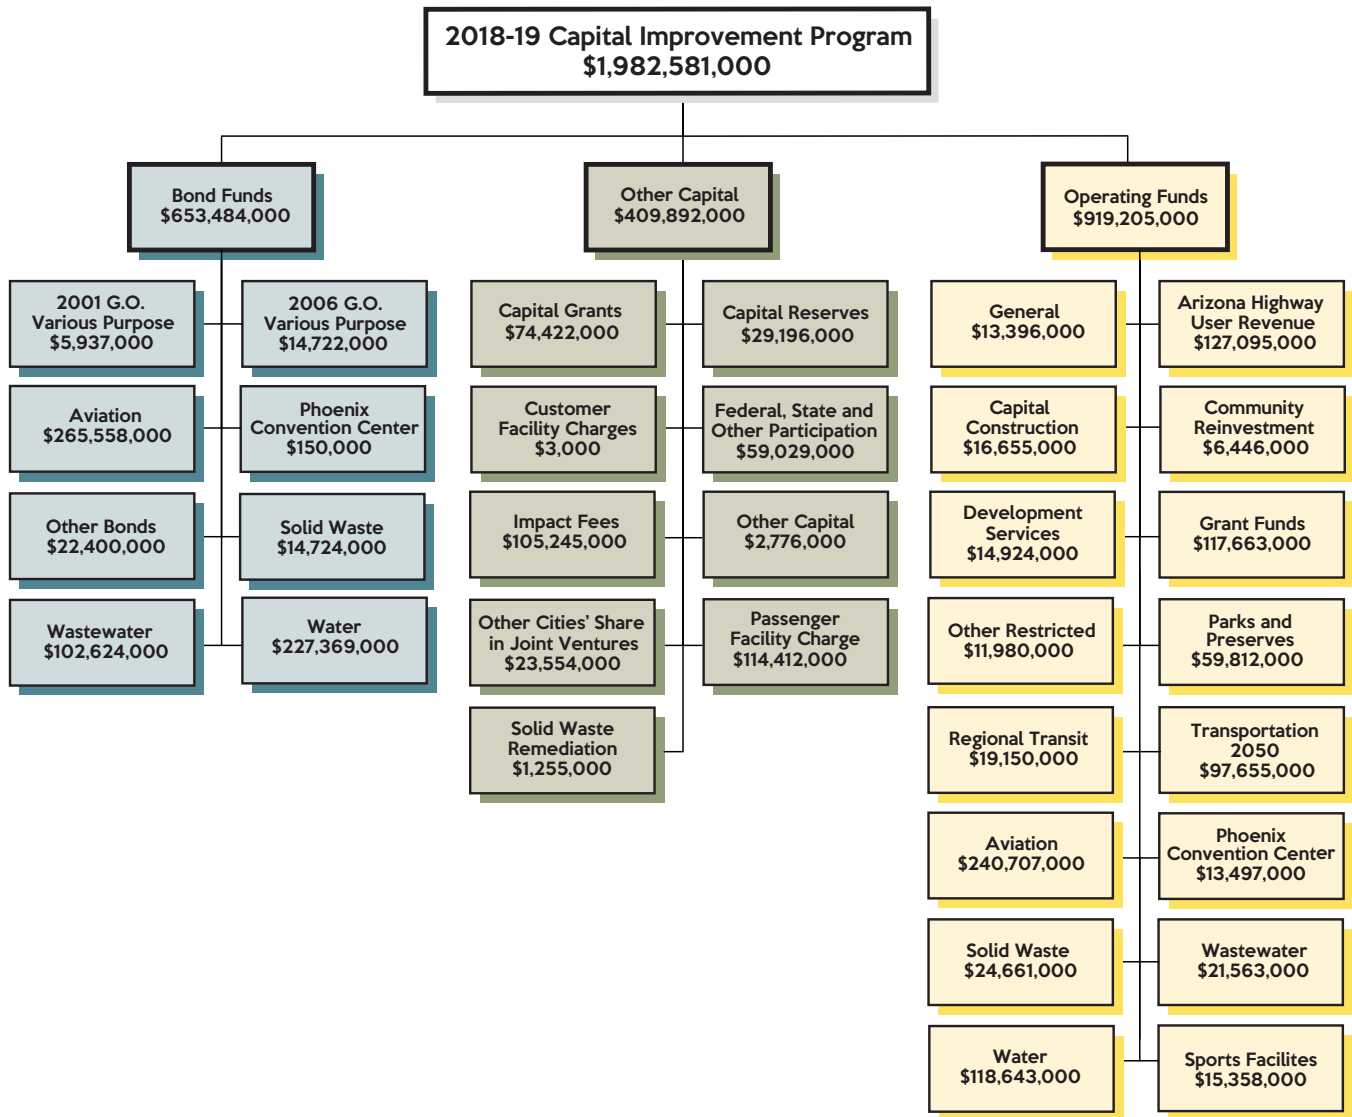 2018-19 Capital Improvement Program
$1,982,581,000
Bond Funds
$653,484,000
Other Capital
$409,892,000
Operating Funds
$919,205,000
2001 G.O.
Various Purpose
$5,937,000
2006 G.O.
Various Purpose
$14,722,000
Aviation
$265,558,000
Phoenix
Convention Center
$150,000
Other Bonds
$22,400,000
Solid Waste
$14,724,000
Wastewater
$102,624,000
Water
$227,369,000
Capital Grants
$74,422,000
Capital Reserves
$29,196,000
Customer
Facility Charges
$3,000
Federal, State and
Other Participation
$59,029,000
Impact Fees
$105,245,000
Other Capital
$2,776,000
Other Cities' Share
in Joint Ventures
$23,554,000
Passenger
Facility Charge
$114,412,000
Solid Waste
Remediation
$1,255,000
General
$13,396,000
Arizona Highway
User Revenue
$127,095,000
Capital
Construction
$16,655,000
Community
Reinvestment
$6,446,000
Development
Services
$14,924,000
Grant Funds
$117,663,000
Other Restricted
$11,980,000
Parks and
Preserves
$59,812,000
Regional Transit
$19,150,000
Transportation
2050
$97,655,000
Aviation
$240,707,000
Phoenix
Convention Center
$13,497,000
Solid Waste
$24,661,000
Wastewater
$21,563,000
Water
$118,643,000
Sports Facilites
$15,358,000